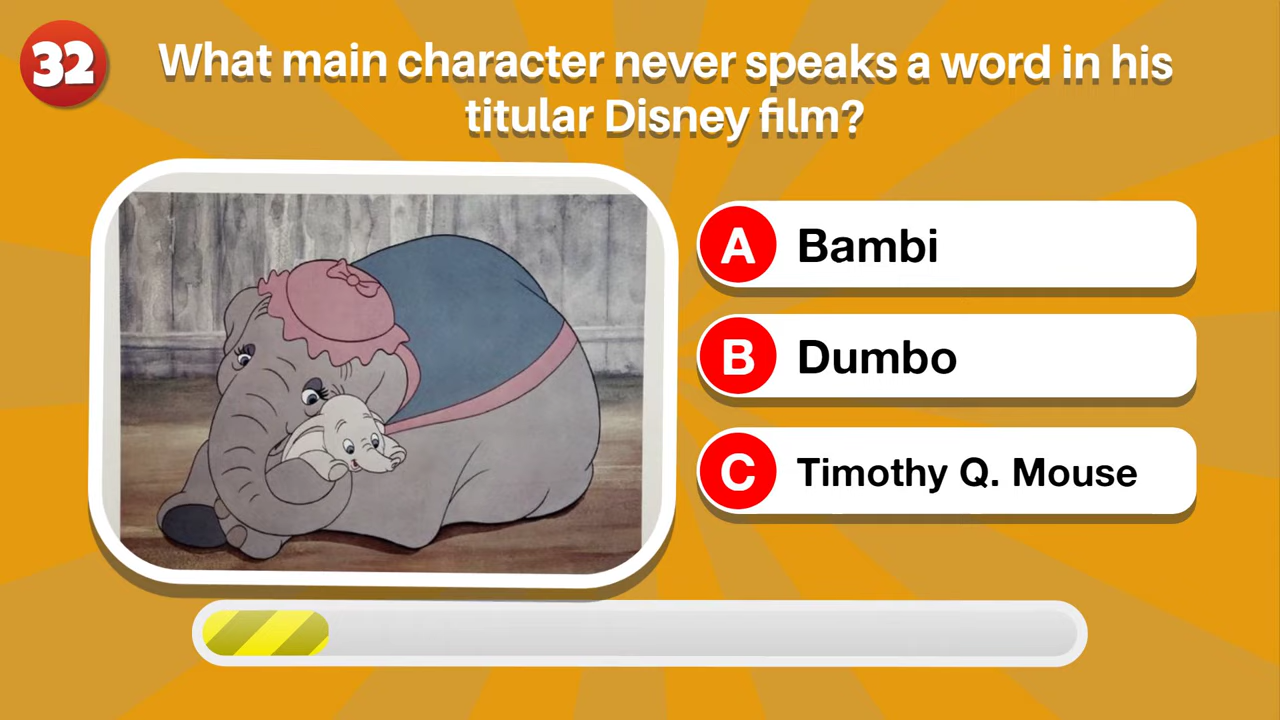 32
What main character never speaks a word in his
titular Disney film?
A Bambi
B Dumbo
C Timothy Q. Mouse